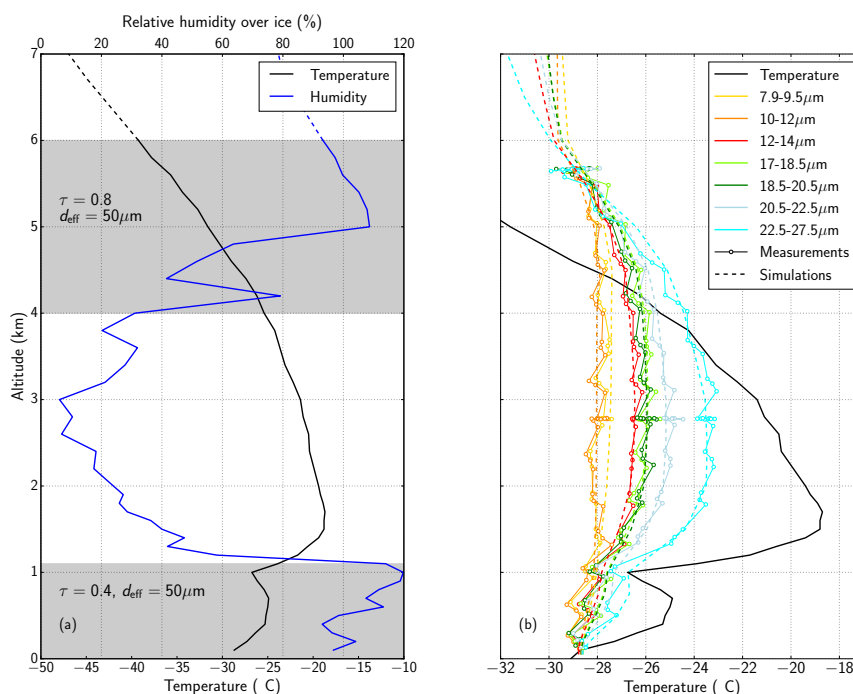 Relative humidity over ice (%)
0 20 40 60 80 100 120
7
6
5
4
3
2
1
0
Altitude (km)
Temperature
Humidity
τ = 0.8
d_eff = 50μm
τ = 0.4, d_eff = 50μm
(a)
−50 −45 −40 −35 −30 −25 −20 −15 −10
Temperature ( C)
Temperature
7.9-9.5μm
10-12μm
12-14μm
17-18.5μm
18.5-20.5μm
20.5-22.5μm
22.5-27.5μm
Measurements
Simulations
(b)
−32 −30 −28 −26 −24 −22 −20 −18
Temperature ( C)